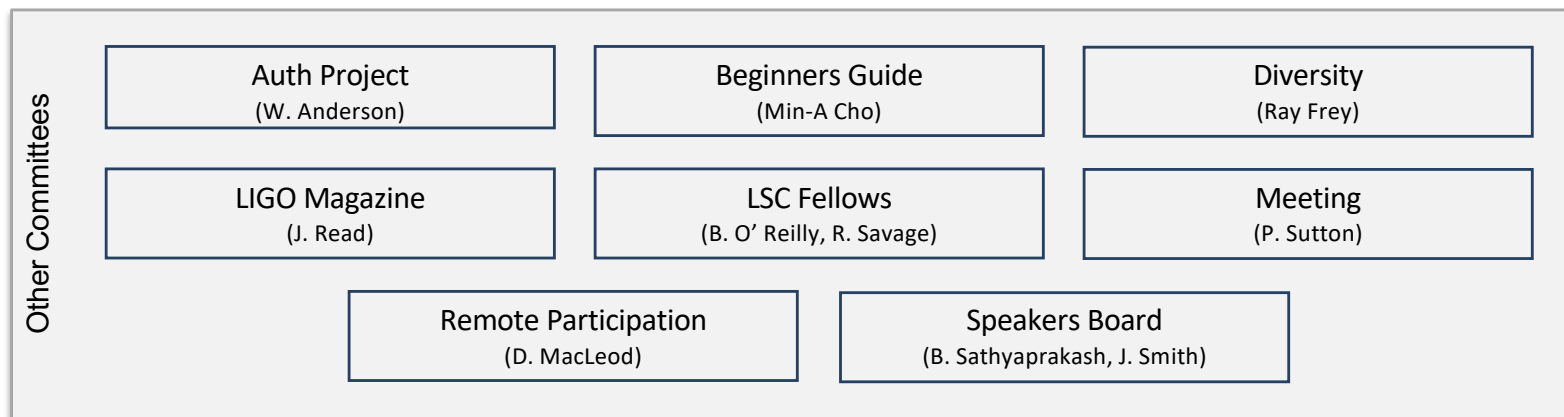 Other Committees
Auth Project
(W. Anderson)
Beginners Guide
(Min-A Cho)
Diversity
(Ray Frey)
LIGO Magazine
(J. Read)
LSC Fellows
(B. O’ Reilly, R. Savage)
Meeting
(P. Sutton)
Remote Participation
(D. MacLeod)
Speakers Board
(B. Sathyaprakash, J. Smith)